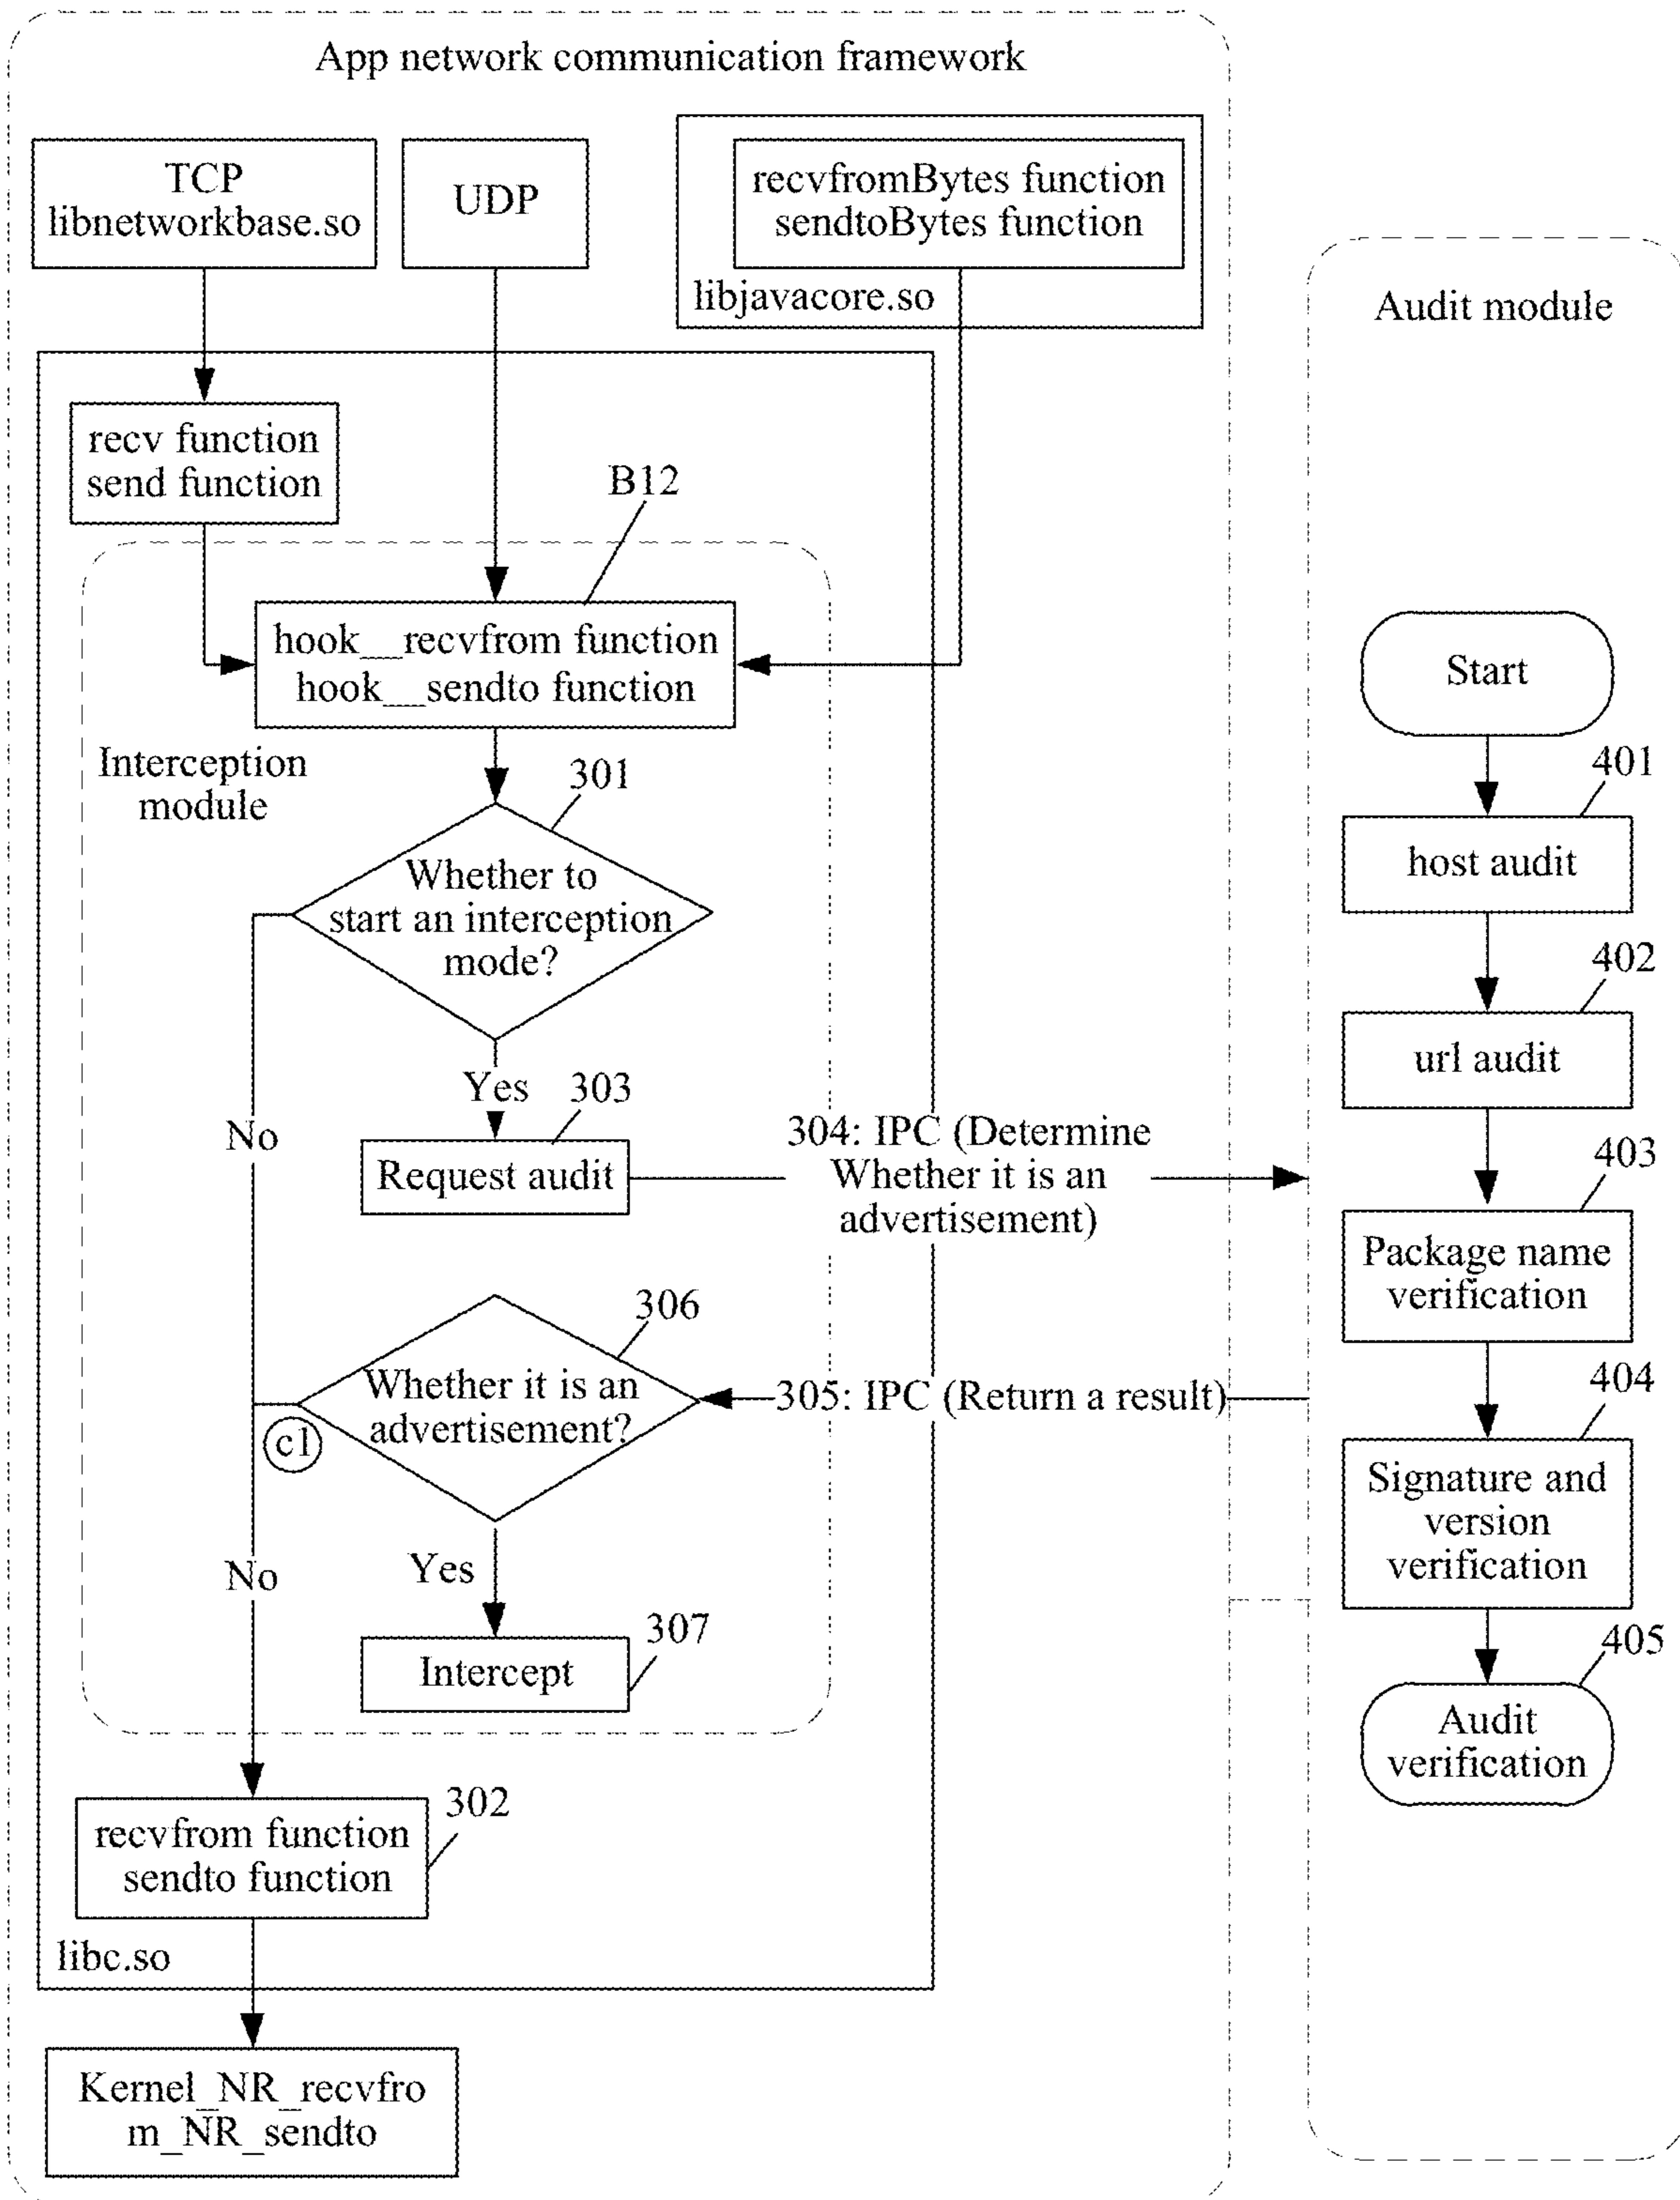 App network communication framework
TCP
libnetworkbase.so
UDP
recvfromBytes function
sendtoBytes function
libjavacore.so
Audit module
recv function
send function
B12
hook__recvfrom function
hook__sendto function
Interception
module
301
Whether to
start an interception
mode?
Yes
303
No
Request audit
304: IPC (Determine
Whether it is an
advertisement)
306
Whether it is an
advertisement?
305: IPC (Return a result)
c1
No
Yes
307
Intercept
302
recvfrom function
sendto function
libc.so
Kernel_NR_recvfro
m_NR_sendto
Start
401
host audit
402
url audit
403
Package name
verification
404
Signature and
version
verification
405
Audit
verification